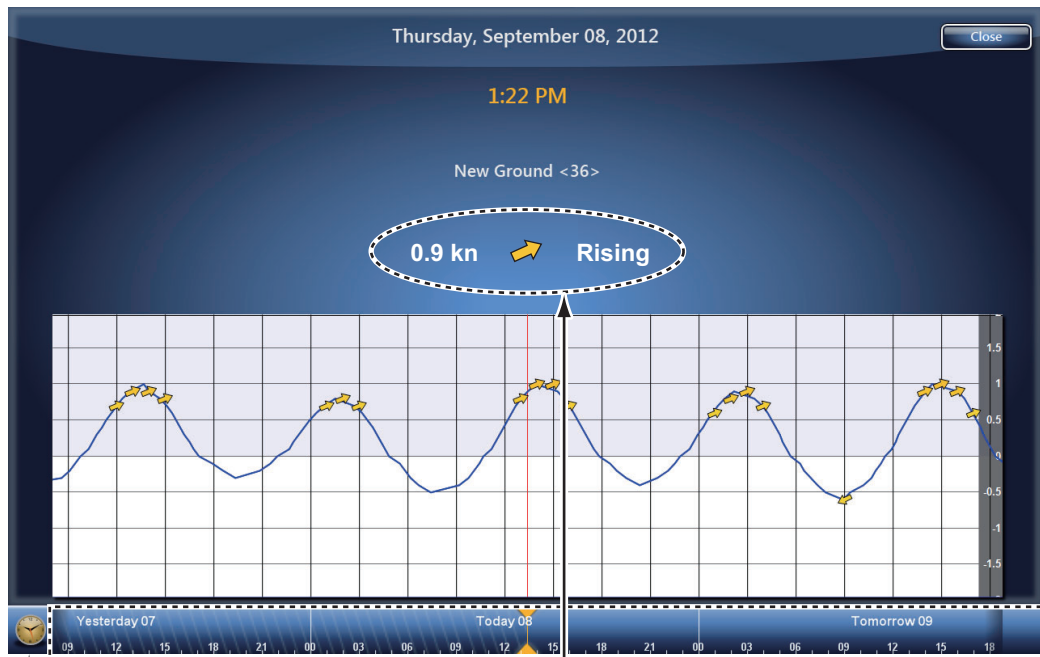 Thursday, September 08, 2012
Close
1:22 PM
New Ground <36>
0.9 kn Rising
1.5
1
0.5
0
-0.5
-1
-1.5
Yesterday 07 Today 08 Tomorrow 09
09 12 15 18 21 00 03 06 09 12 15 18 21 00 03 06 09 12 15 18